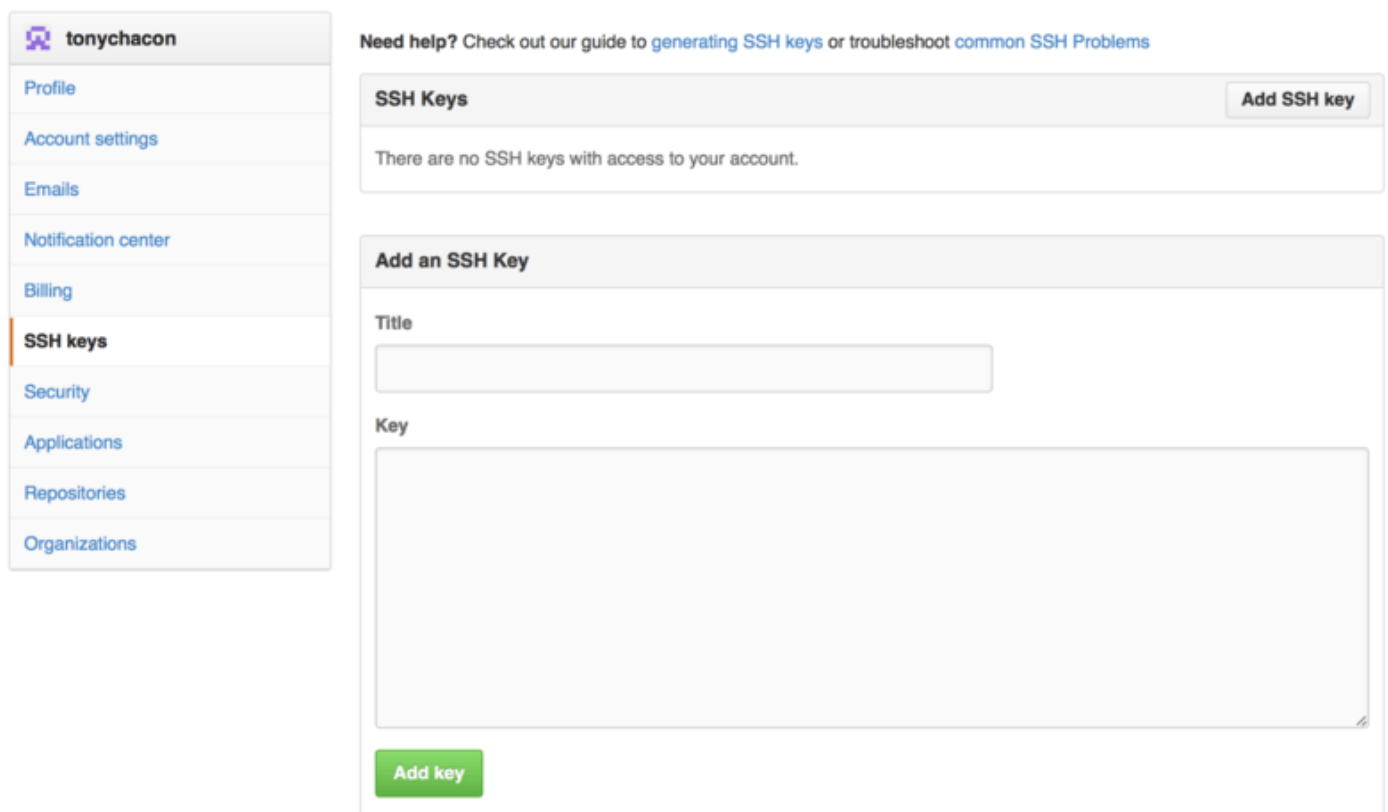 tonychacon
Profile
Account settings
Emails
Notification center
Billing
SSH keys
Security
Applications
Repositories
Organizations
Need help? Check out our guide to generating SSH keys or troubleshoot common SSH Problems
SSH Keys
Add SSH key
There are no SSH keys with access to your account.
Add an SSH Key
Title
Key
Add key